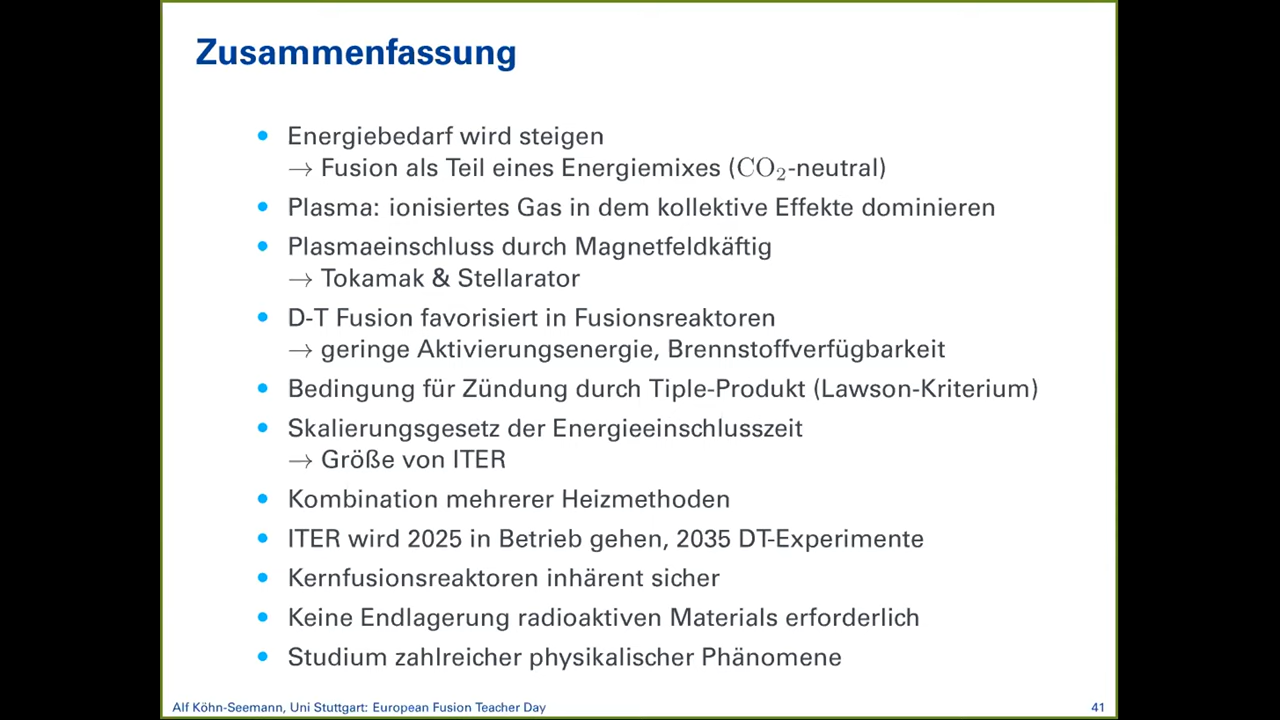 Zusammenfassung
• Energiebedarf wird steigen
→ Fusion als Teil eines Energiemixes (CO₂-neutral)
• Plasma: ionisiertes Gas in dem kollektive Effekte dominieren
• Plasmaeinschluss durch Magnetfeldkäftig
→ Tokamak & Stellarator
• D-T Fusion favorisiert in Fusionsreaktoren
→ geringe Aktivierungsenergie, Brennstoffverfügbarkeit
• Bedingung für Zündung durch Tiple-Produkt (Lawson-Kriterium)
• Skalierungsgesetz der Energieeinschlusszeit
→ Größe von ITER
• Kombination mehrerer Heizmethoden
• ITER wird 2025 in Betrieb gehen, 2035 DT-Experimente
• Kernfusionsreaktoren inhärent sicher
• Keine Endlagerung radioaktiven Materials erforderlich
• Studium zahlreicher physikalischer Phänomene
Alf Köhn-Seemann, Uni Stuttgart: European Fusion Teacher Day 41